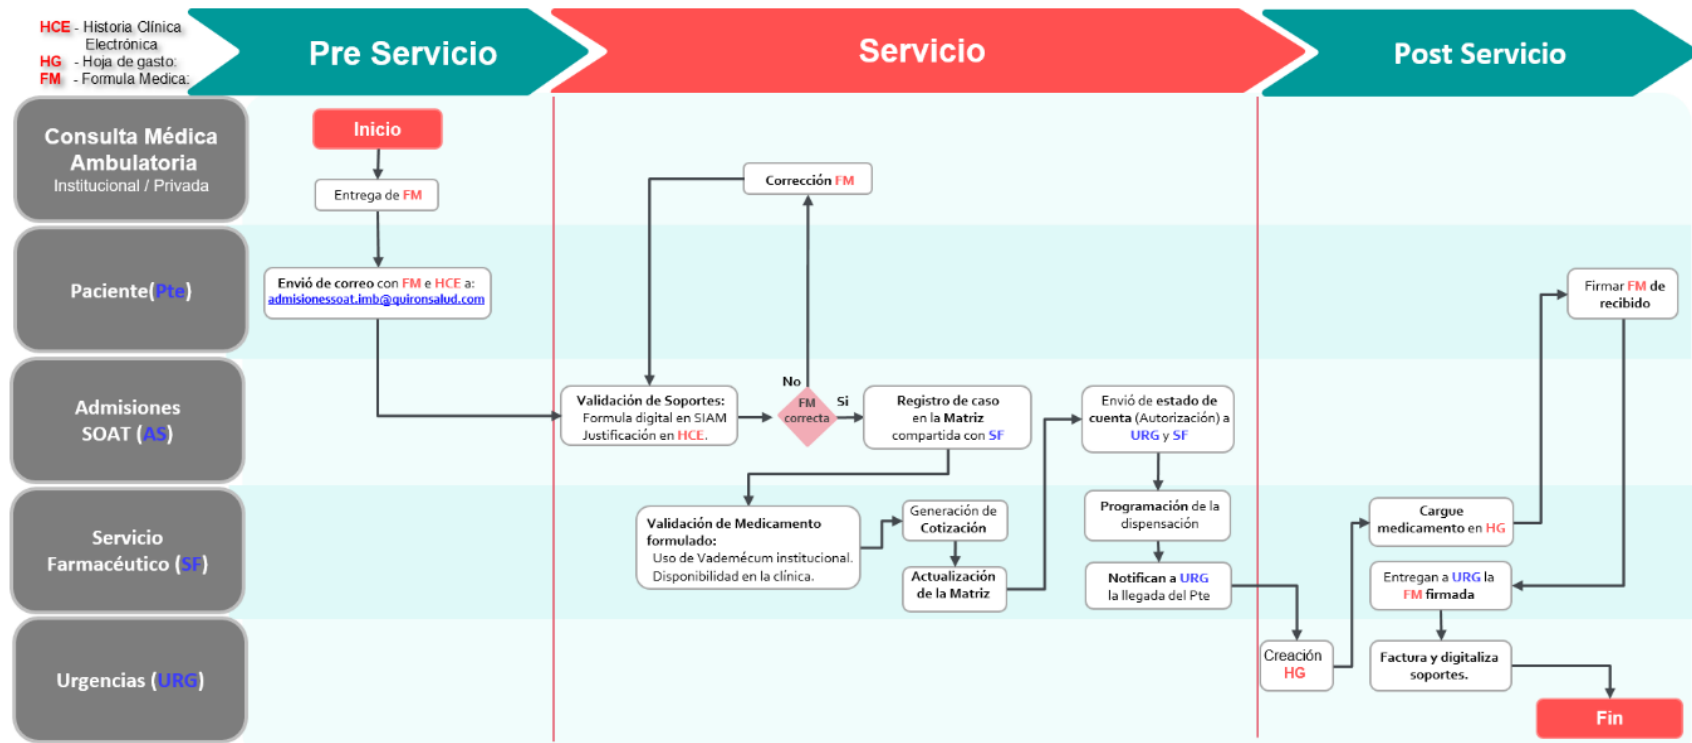 HCE - Historia Clínica
Electrónica
HG - Hoja de gasto:
FM - Formula Medica:
Pre Servicio
Servicio
Post Servicio
Consulta Médica
Ambulatoria
Institucional / Privada
Inicio
Entrega de FM
Corrección FM
Paciente(Pte)
Envió de correo con FM e HCE a:
admisionessoat.imb@quironsalud.com
Firmar FM de
recibido
Admisiones
SOAT (AS)
Validación de Soportes:
Formula digital en SIAM
Justificación en HCE.
No
FM
correcta
Si
Registro de caso
en la Matriz
compartida con SF
Envió de estado de
cuenta (Autorización) a
URG y SF
Servicio
Farmacéutico (SF)
Validación de Medicamento
formulado:
Uso de Vademécum institucional.
Disponibilidad en la clínica.
Generación de
Cotización
Actualización
de la Matriz
Programación de la
dispensación
Notifican a URG
la llegada del Pte
Cargue
medicamento en HG
Entregan a URG la
FM firmada
Urgencias (URG)
Creación
HG
Factura y digitaliza
soportes.
Fin